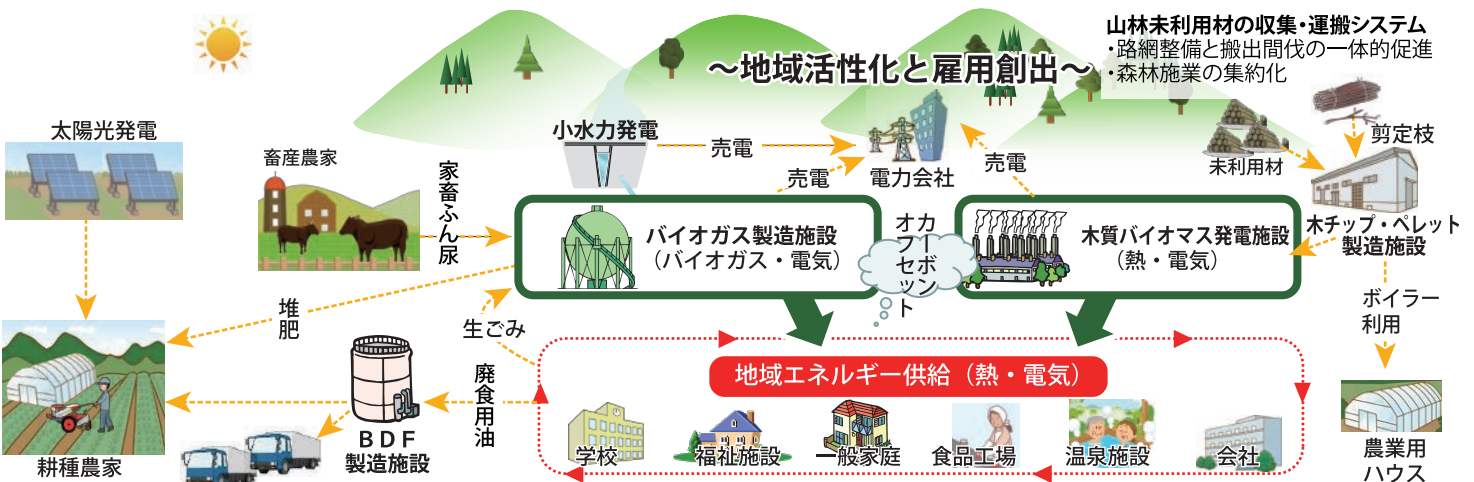 山林未利用材の収集・運搬システム
・路網整備と搬出間伐の一体的促進
・森林施業の集約化
～地域活性化と雇用創出～
太陽光発電
畜産農家
家畜ふん尿
小水力発電
売電
売電
電力会社
売電
未利用材
剪定枝
木チップ・ペレット
製造施設
バイオガス製造施設
（バイオガス・電気）
カーボン
オフセット
木質バイオマス発電施設
（熱・電気）
ボイラー
利用
堆肥
生ごみ
廃食用油
地域エネルギー供給（熱・電気）
耕種農家
BDF
製造施設
学校
福祉施設
一般家庭
食品工場
温泉施設
会社
農業用
ハウス